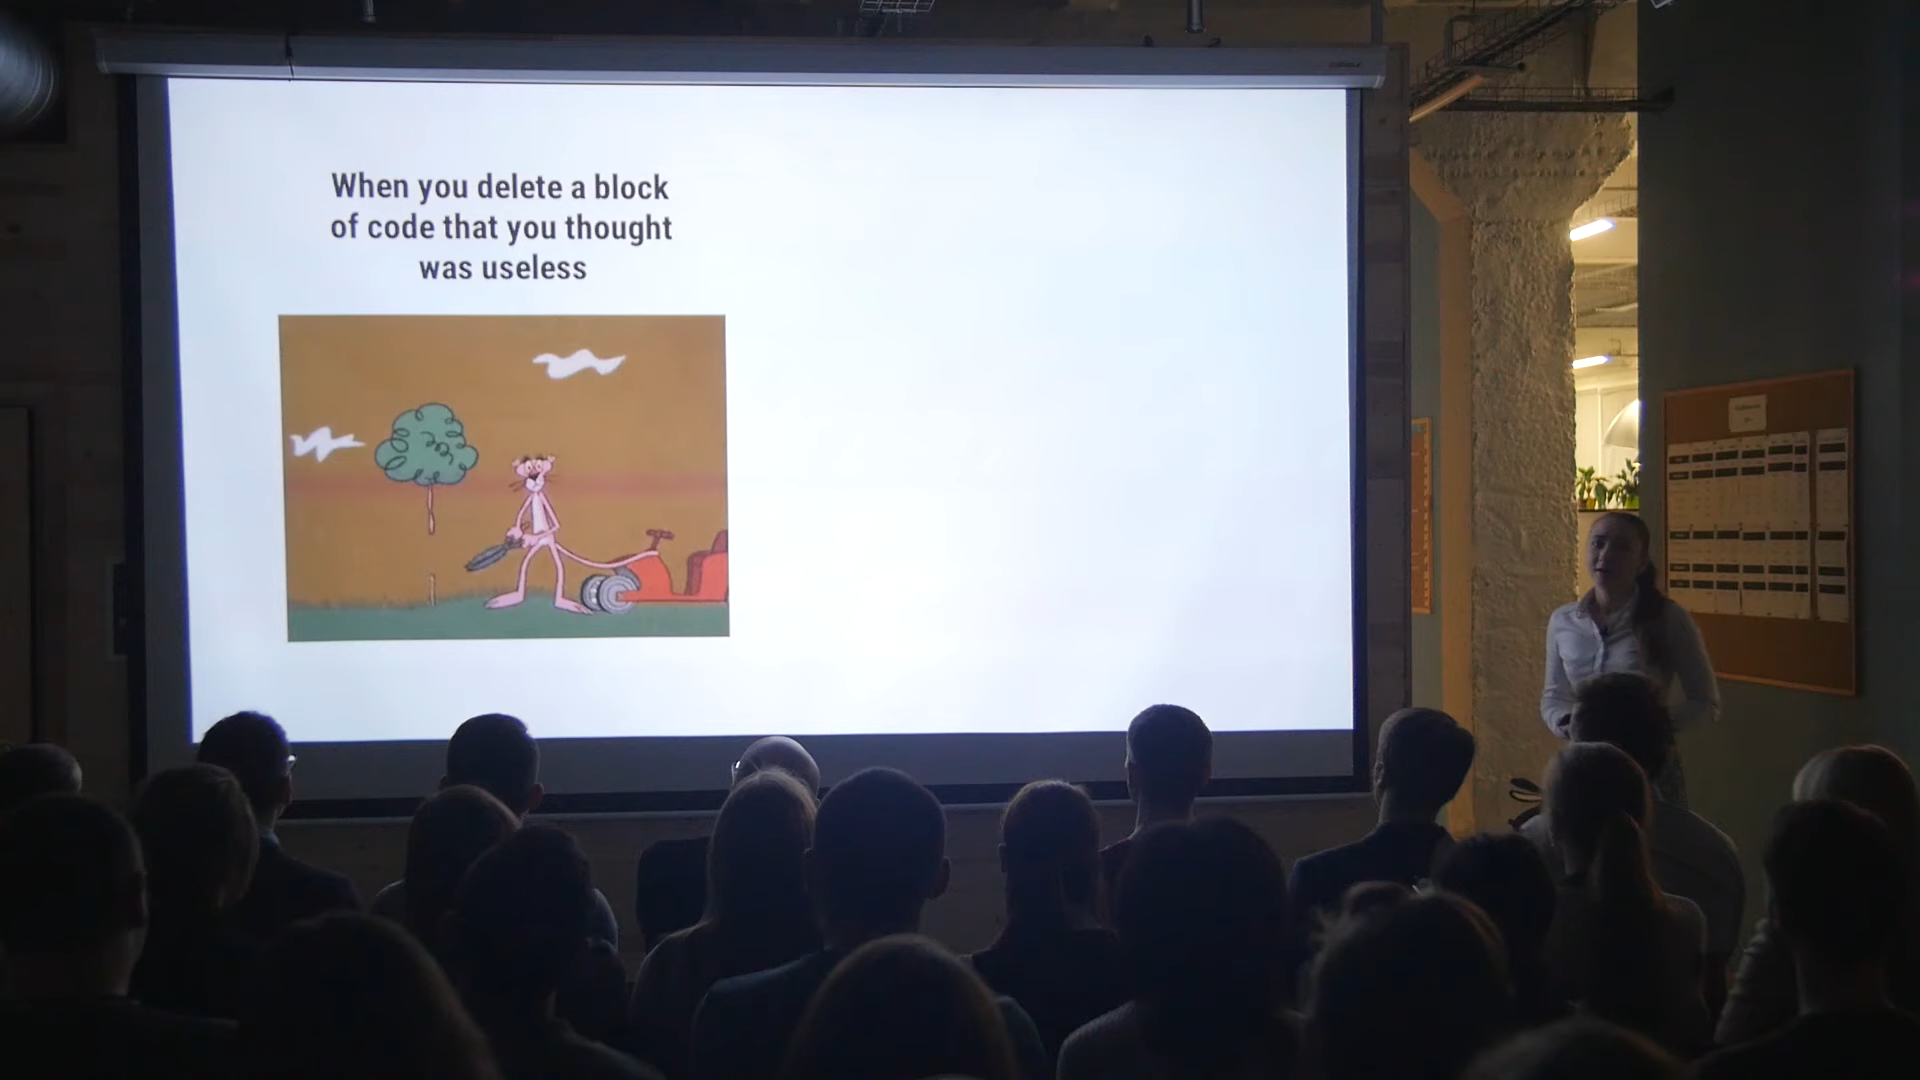 When you delete a block
of code that you thought
was useless